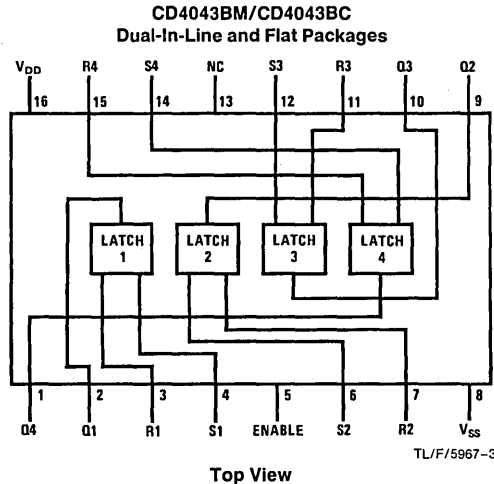 CD4043BM/CD4043BC
Dual-In-Line and Flat Packages
VDD R4 S4 NC S3 R3 Q3 Q2
16 15 14 13 12 11 10 9
LATCH 1 LATCH 2 LATCH 3 LATCH 4
1 2 3 4 5 6 7 8
Q4 Q1 R1 S1 ENABLE S2 R2 VSS
TL/F/5967-3
Top View